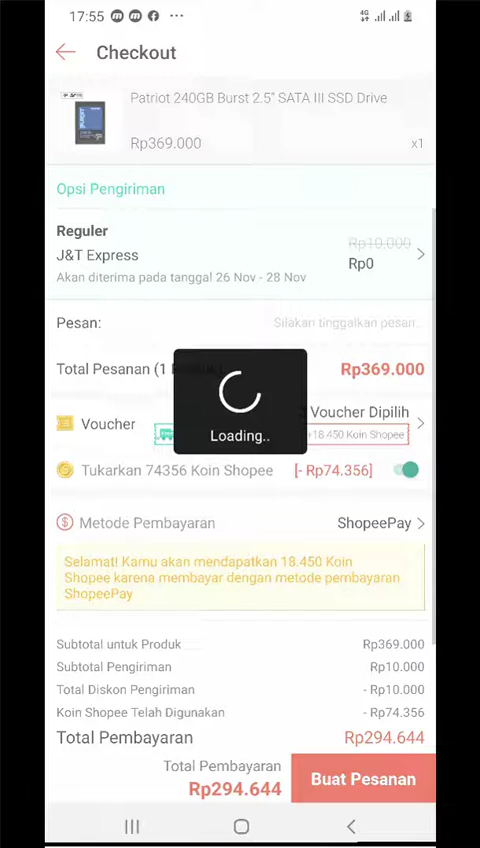 17:55
4G
Checkout
Patriot 240GB Burst 2.5" SATA III SSD Drive
Rp369.000
x1
Opsi Pengiriman
Reguler
Rp10.000
J&T Express
Rp0
Akan diterima pada tanggal 26 Nov - 28 Nov
Pesan:
Silakan tinggalkan pesan..
Total Pesanan (1
Rp369.000
Loading..
Voucher
Voucher Dipilih
+18.450 Koin Shopee
Tukarkan 74356 Koin Shopee
[- Rp74.356]
Metode Pembayaran
ShopeePay
Selamat! Kamu akan mendapatkan 18.450 Koin
Shopee karena membayar dengan metode pembayaran
ShopeePay
Subtotal untuk Produk
Rp369.000
Subtotal Pengiriman
Rp10.000
Total Diskon Pengiriman
- Rp10.000
Koin Shopee Telah Digunakan
- Rp74.356
Total Pembayaran
Rp294.644
Total Pembayaran
Rp294.644
Buat Pesanan